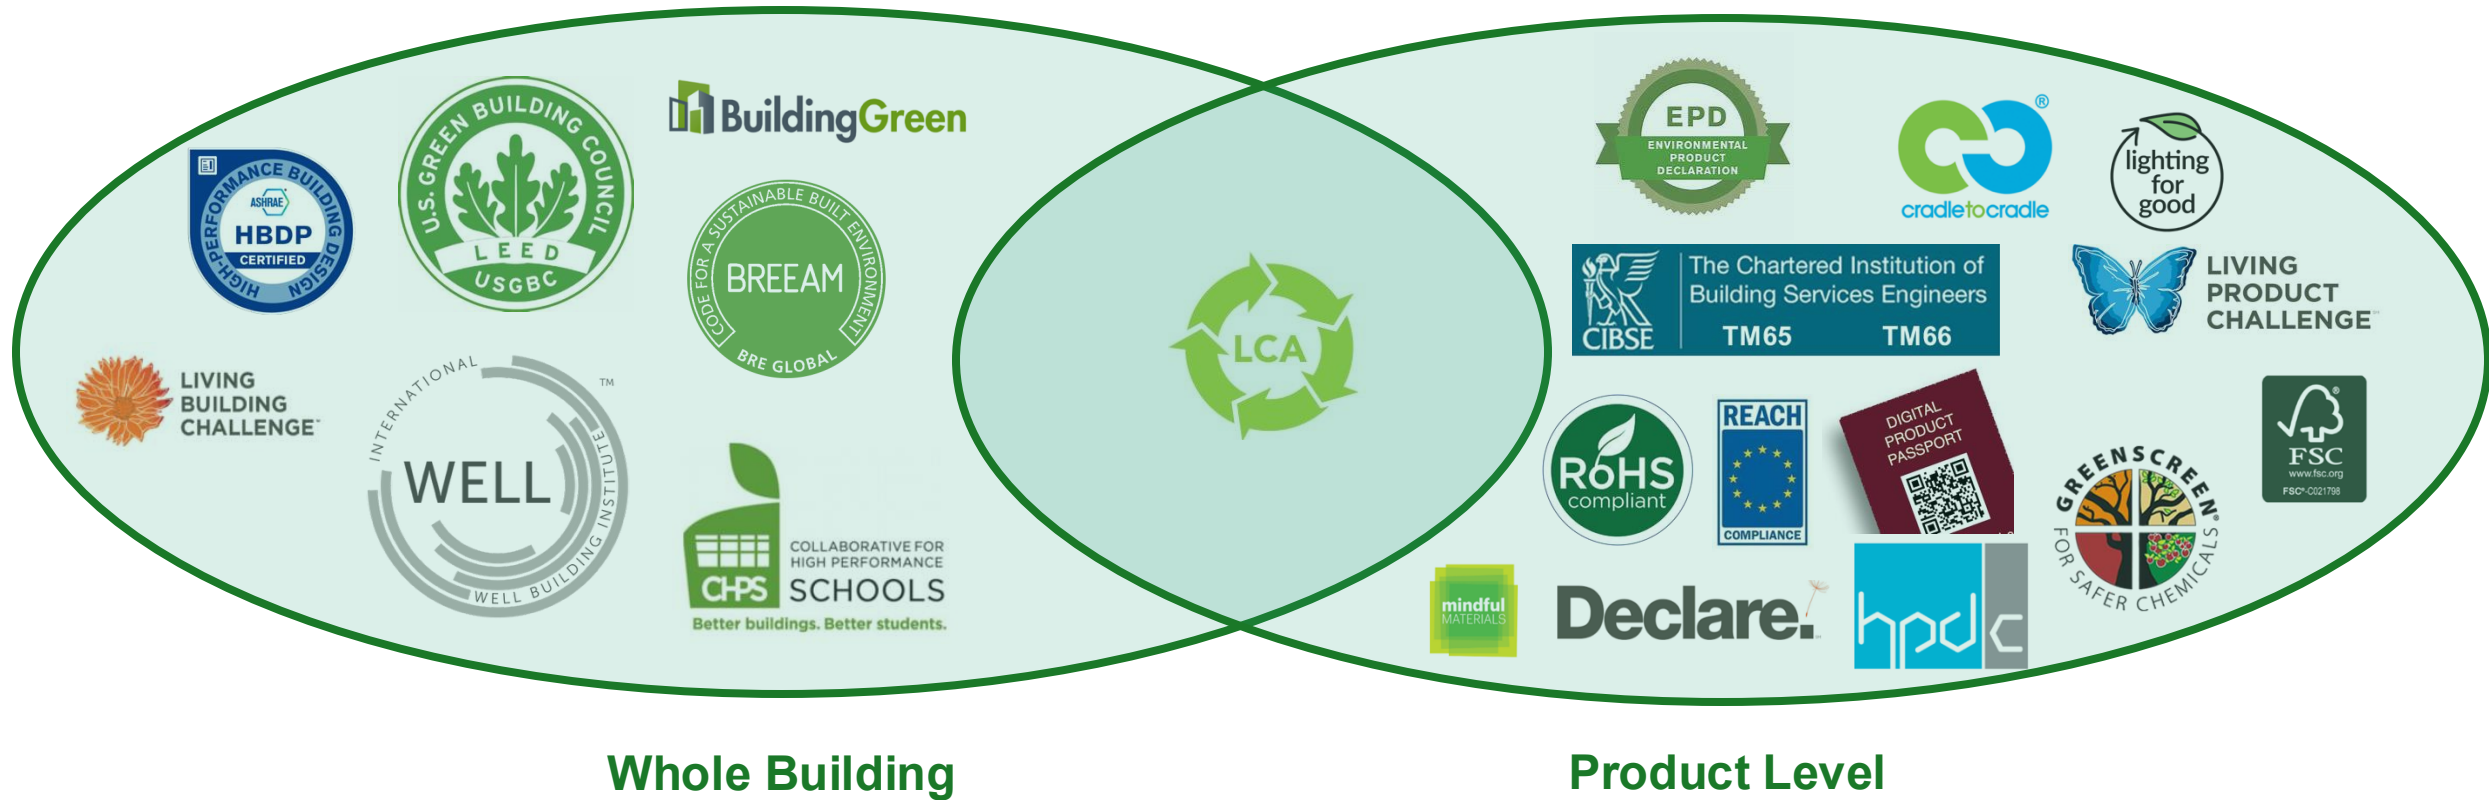 HIGH-PERFORMANCE BUILDING DESIGN
ASHRAE
HBDP
CERTIFIED
U.S. GREEN BUILDING COUNCIL
LEED
USGBC
BuildingGreen
CODE FOR A SUSTAINABLE BUILT ENVIRONMENT
BREEAM
BRE GLOBAL
LIVING
BUILDING
CHALLENGE
INTERNATIONAL
WELL
WELL BUILDING INSTITUTE
TM
CHPS
COLLABORATIVE FOR
HIGH PERFORMANCE
SCHOOLS
Better buildings. Better students.
LCA
EPD
ENVIRONMENTAL
PRODUCT
DECLARATION
®
cradletocradle
lighting
for
good
CIBSE
The Chartered Institution of
Building Services Engineers
TM65 TM66
LIVING
PRODUCT
CHALLENGE
RoHS
compliant
REACH
COMPLIANCE
DIGITAL
PRODUCT
PASSPORT
GREENSCREEN®
FOR SAFER CHEMICALS
®
FSC
www.fsc.org
FSC®-C021798
mindful
MATERIALS
Declare.
hpdc
Whole Building
Product Level